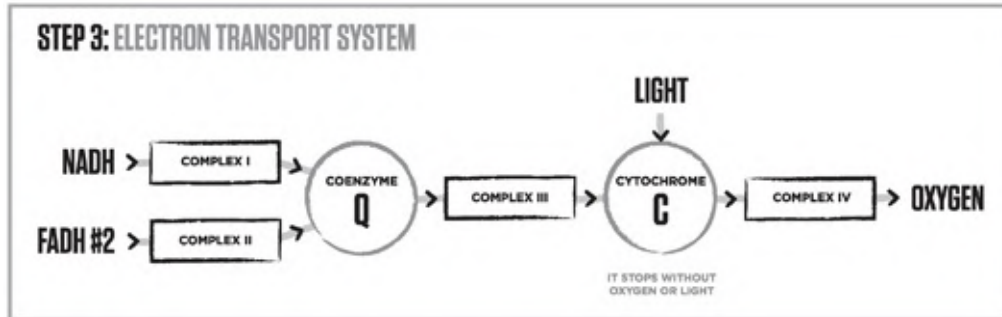 STEP 3: ELECTRON TRANSPORT SYSTEM
LIGHT
NADH
COMPLEX I
COENZYME
Q
COMPLEX III
CYTOCHROME
C
COMPLEX IV
OXYGEN
FADH #2
COMPLEX II
IT STOPS WITHOUT
OXYGEN OR LIGHT